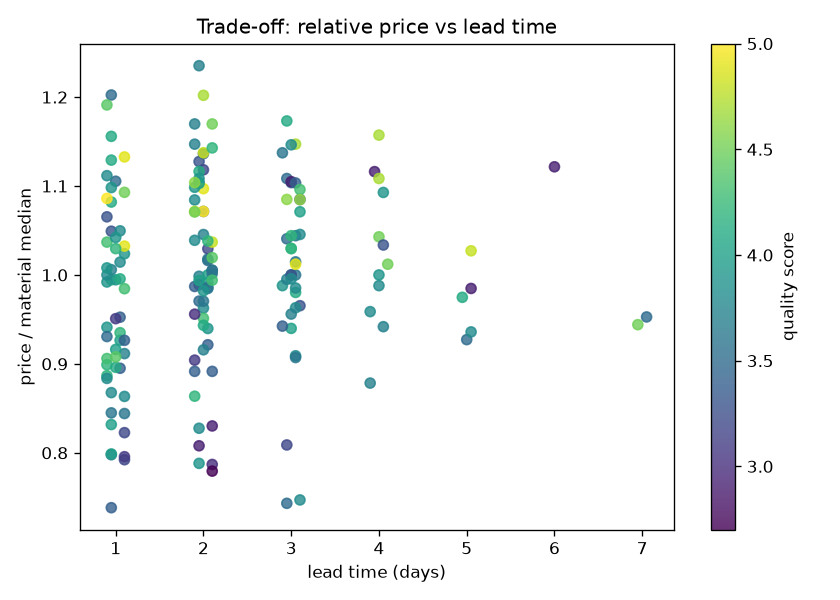 Trade-off: relative price vs lead time
5.0
1.2
4.5
1.1
price / material median
1.0
4.0
quality score
0.9
3.5
0.8
3.0
1 2 3 4 5 6 7
lead time (days)